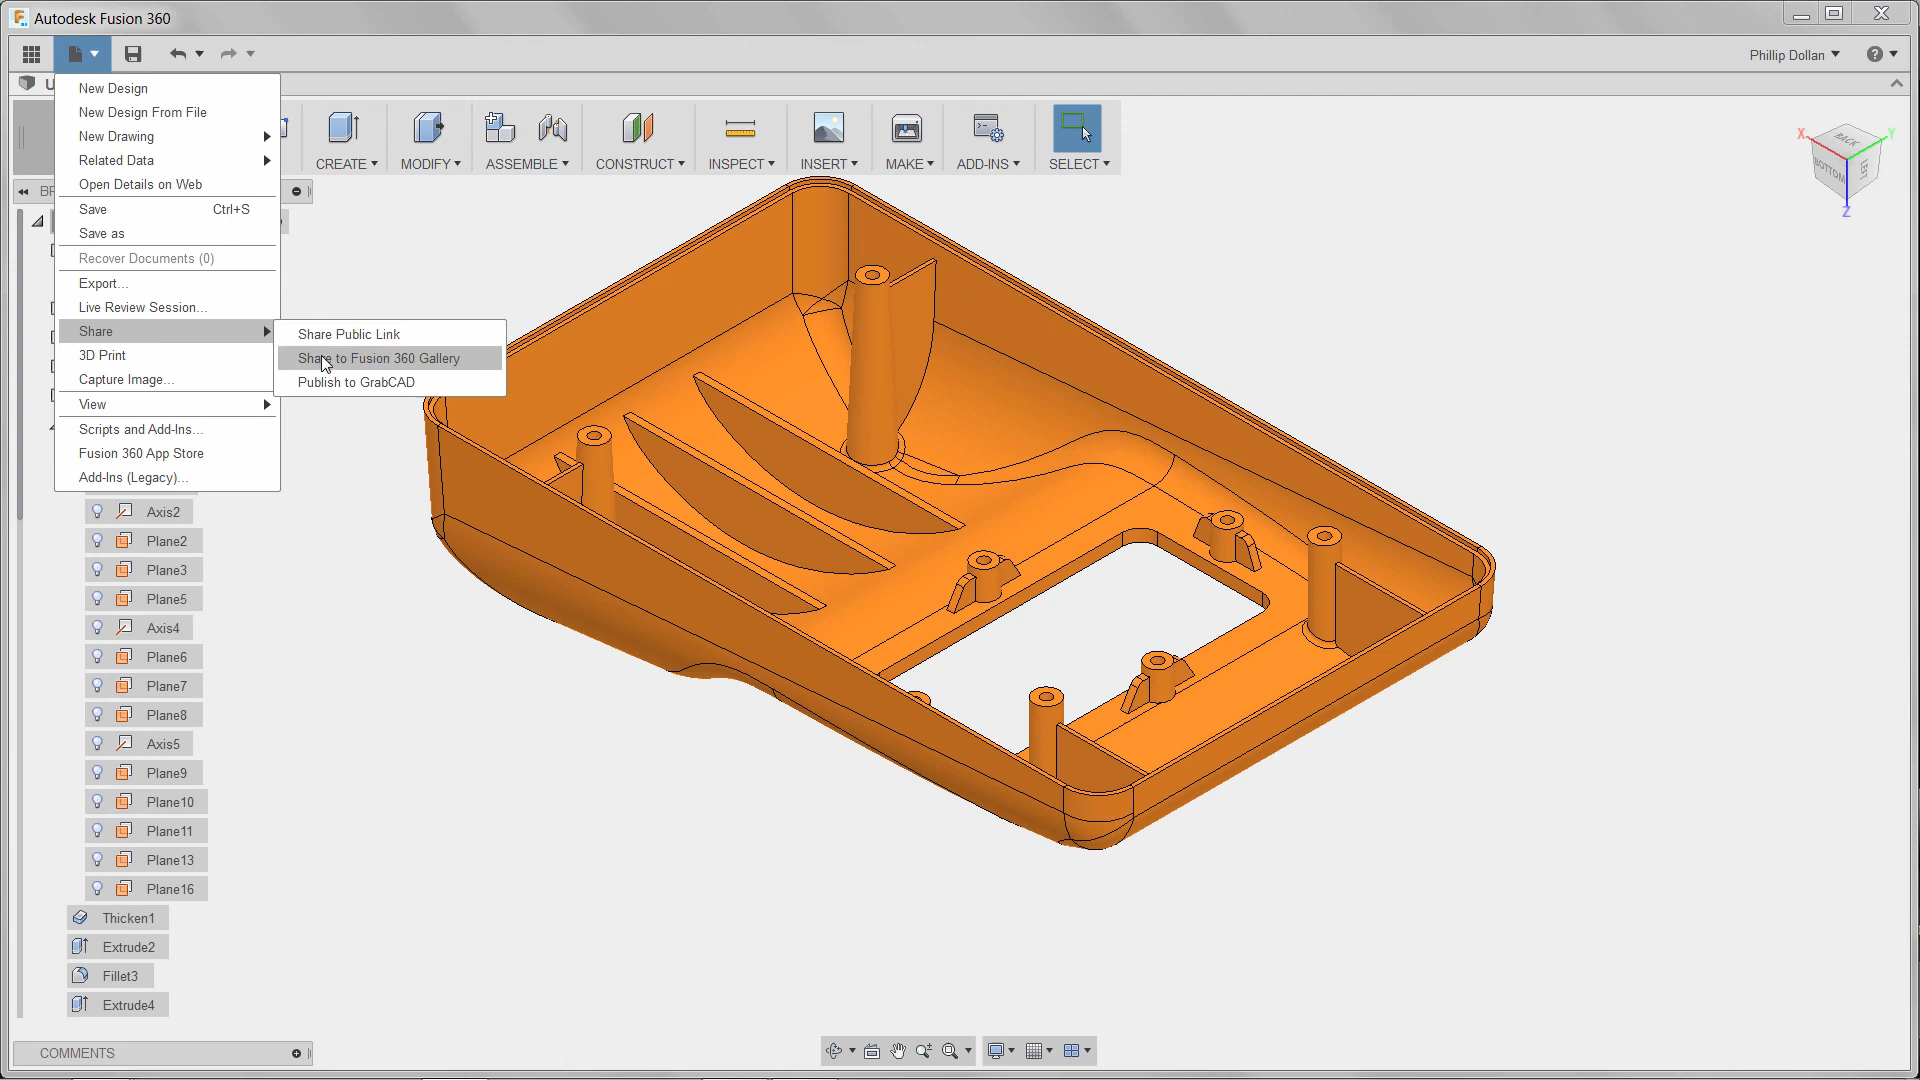 Autodesk Fusion 360
Phillip Dollan
New Design
New Design From File
New Drawing
Related Data
Open Details on Web
Save Ctrl+S
Save as
Recover Documents (0)
Export...
Live Review Session...
Share
3D Print
Capture Image...
View
Scripts and Add-Ins...
Fusion 360 App Store
Add-Ins (Legacy)...
Share Public Link
Share to Fusion 360 Gallery
Publish to GrabCAD
CREATE
MODIFY
ASSEMBLE
CONSTRUCT
INSPECT
INSERT
MAKE
ADD-INS
SELECT
X
Y
Z
BACK
BOTTOM
LEFT
BR
Axis2
Plane2
Plane3
Plane5
Axis4
Plane6
Plane7
Plane8
Axis5
Plane9
Plane10
Plane11
Plane13
Plane16
Thicken1
Extrude2
Fillet3
Extrude4
COMMENTS